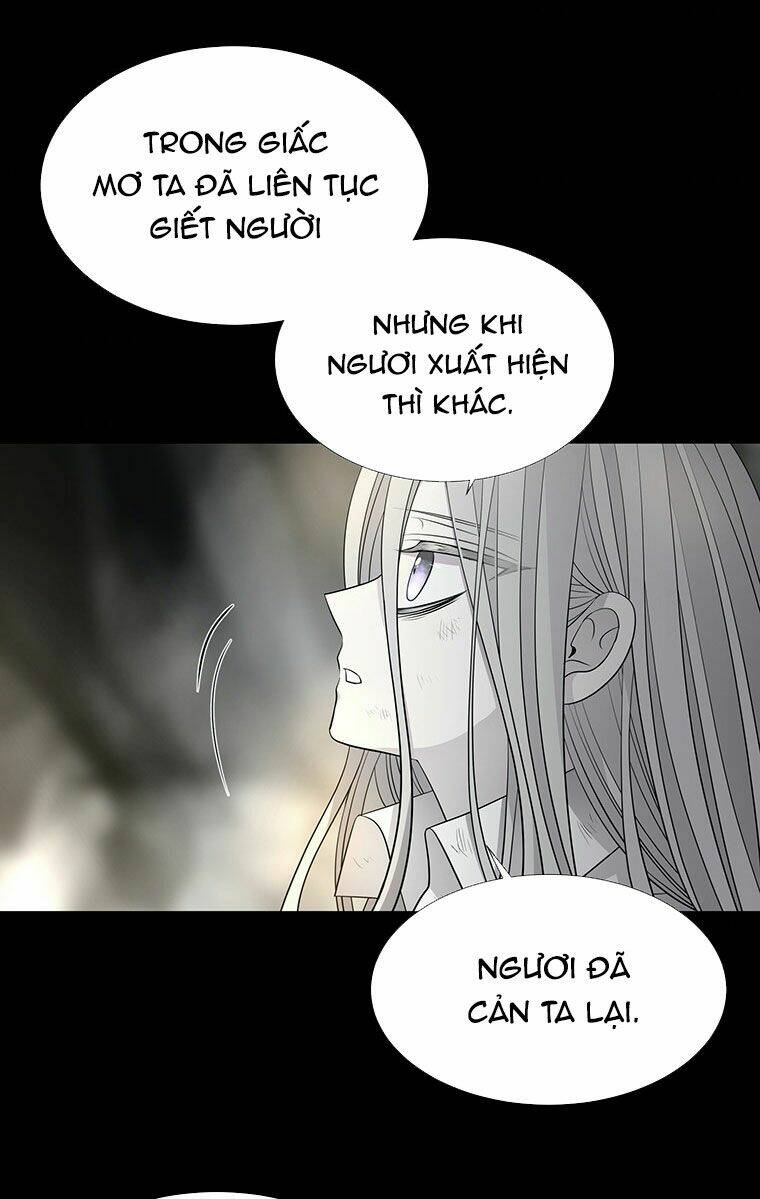 TRONG GIẤC
MƠ TA ĐÃ LIÊN TỤC
GIẾT NGƯỜI
NHƯNG KHI
NGƯƠI XUẤT HIỆN
THÌ KHÁC.
NGƯƠI ĐÃ
CẢN TA LẠI.